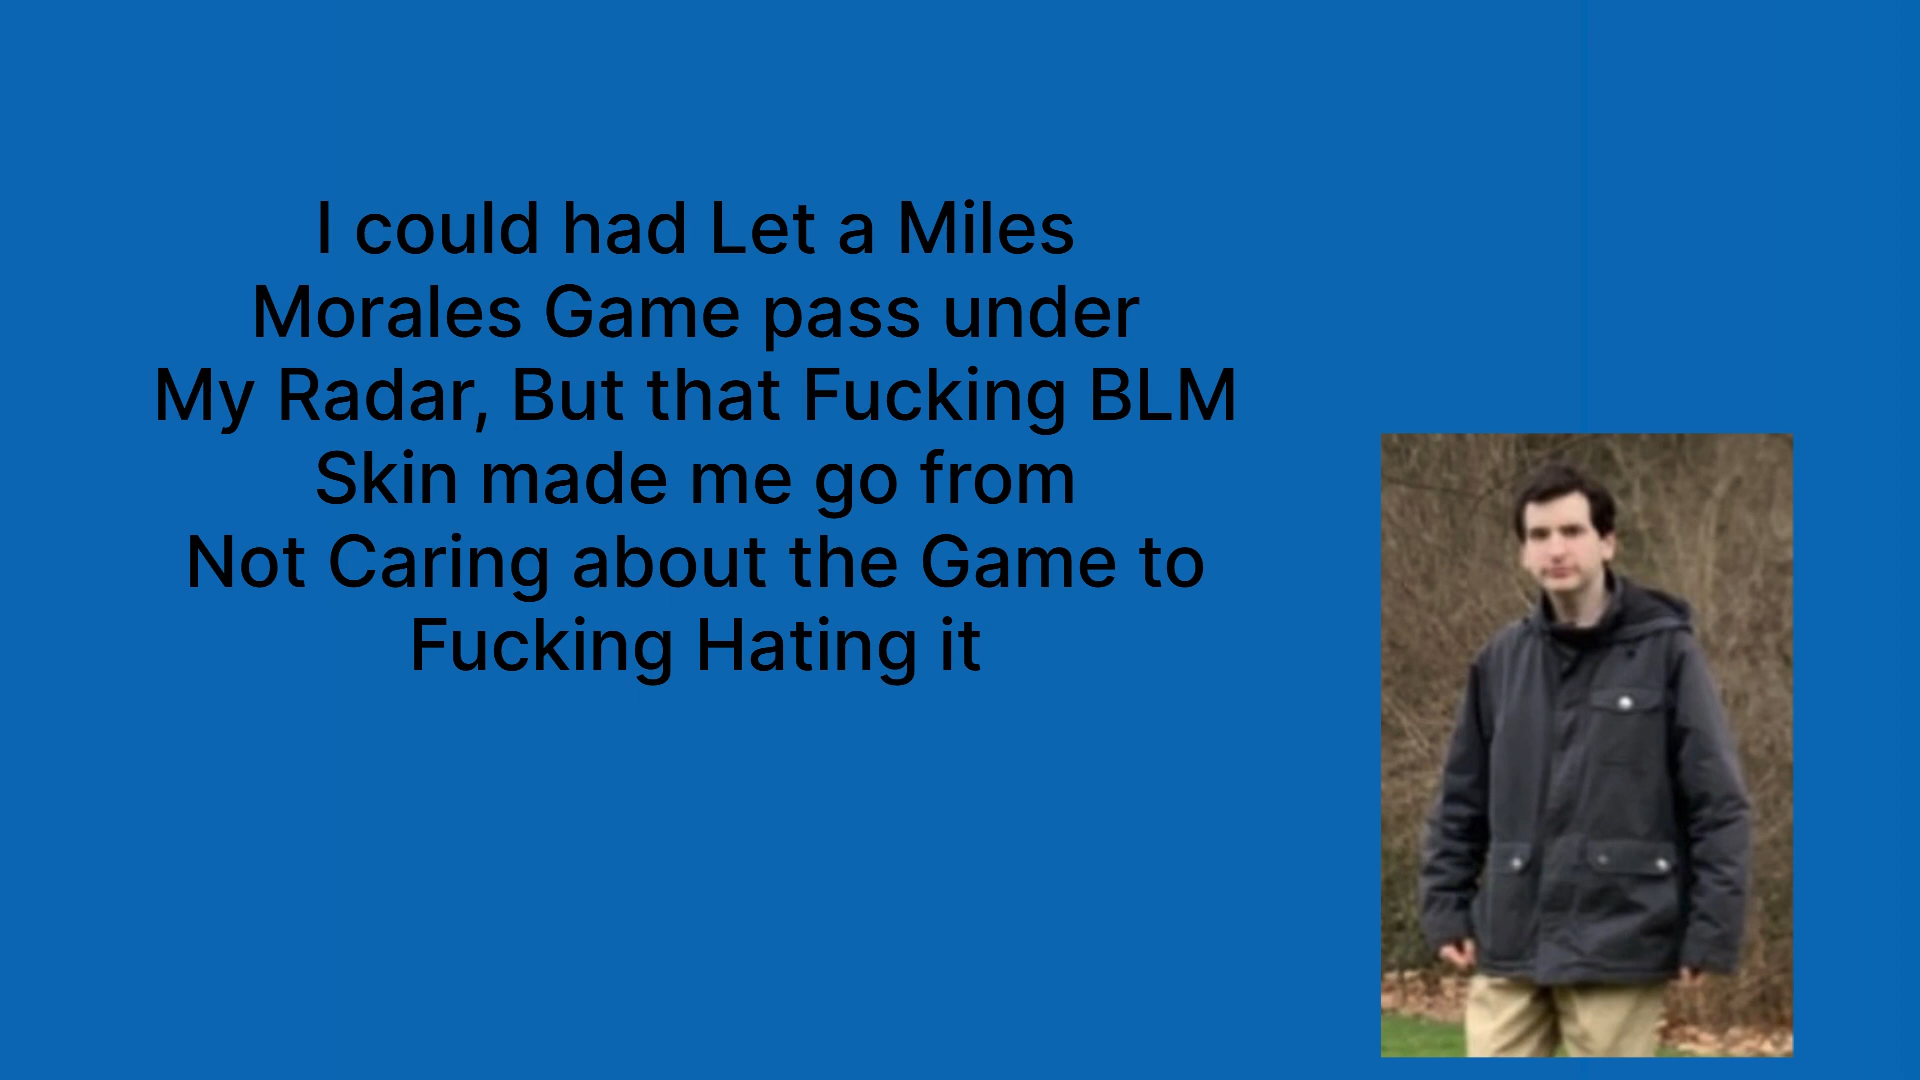 I could had Let a Miles
Morales Game pass under
My Radar, But that Fucking BLM
Skin made me go from
Not Caring about the Game to
Fucking Hating it